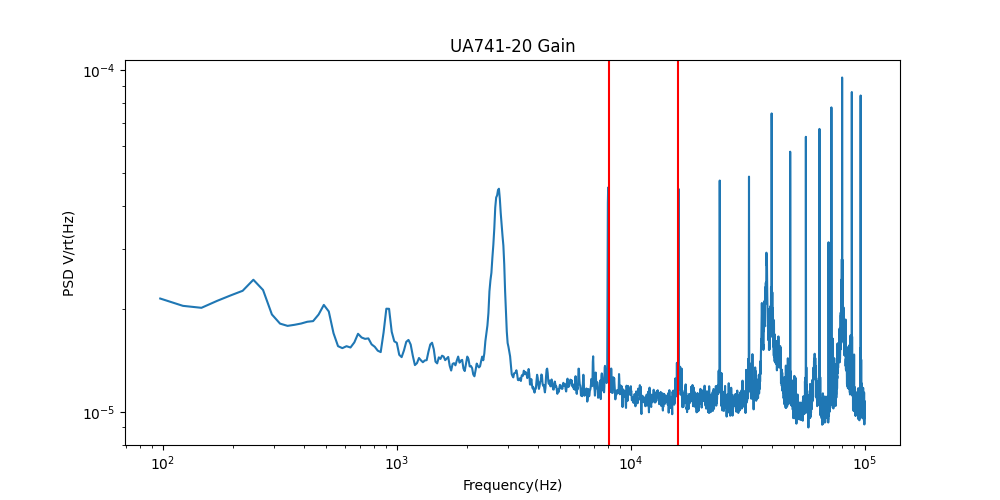 UA741-20 Gain
10⁻⁴
10⁻⁵
PSD V/rt(Hz)
10² 10³ 10⁴ 10⁵
Frequency(Hz)